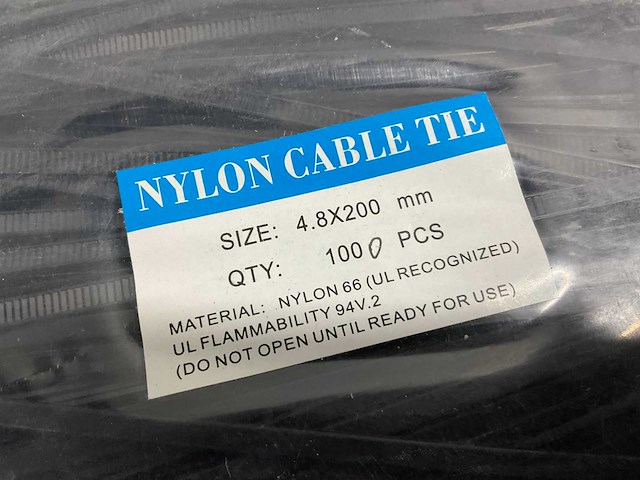 NYLON CABLE TIE
SIZE: 4.8X200 mm
QTY: 1000 PCS
MATERIAL: NYLON 66 (UL RECOGNIZED)
UL FLAMMABILITY 94V.2
(DO NOT OPEN UNTIL READY FOR USE)